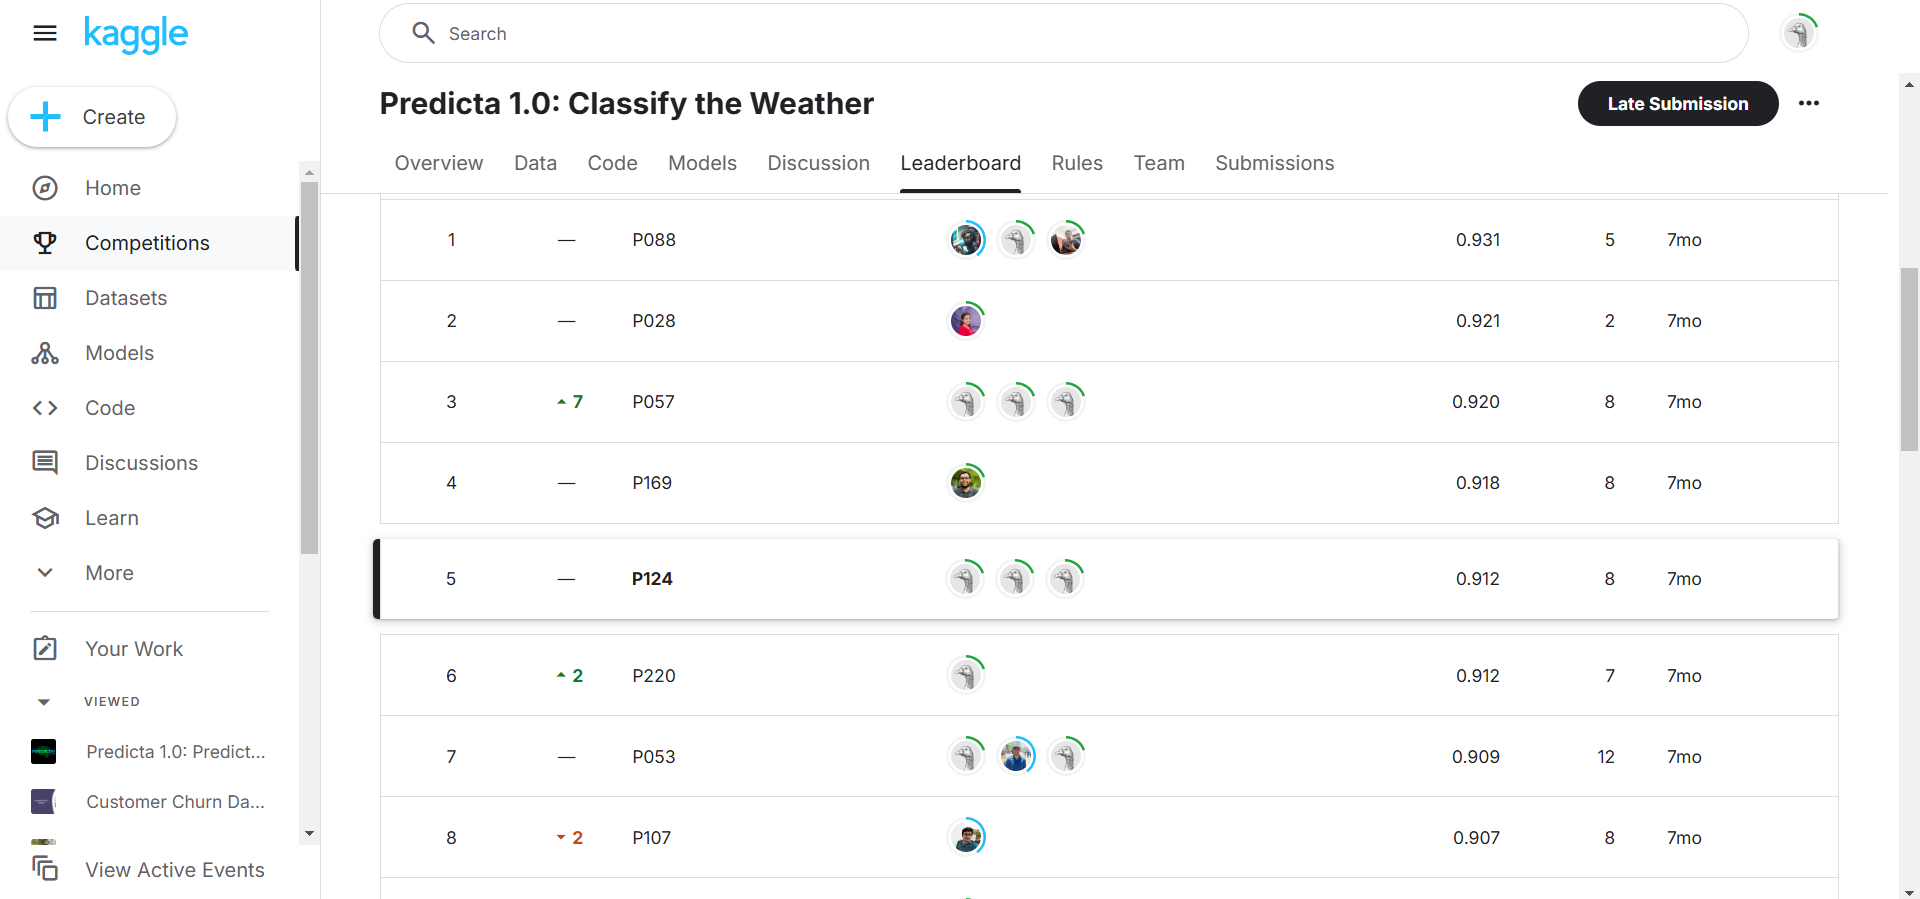 kaggle
Search
Create
Predicta 1.0: Classify the Weather
Late Submission
Overview Data Code Models Discussion Leaderboard Rules Team Submissions
Home
Competitions
Datasets
Models
Code
Discussions
Learn
More
Your Work
VIEWED
Predicta 1.0: Predict...
Customer Churn Da...
View Active Events
1 — P088 0.931 5 7mo
2 — P028 0.921 2 7mo
3 7 P057 0.920 8 7mo
4 — P169 0.918 8 7mo
5 — P124 0.912 8 7mo
6 2 P220 0.912 7 7mo
7 — P053 0.909 12 7mo
8 2 P107 0.907 8 7mo